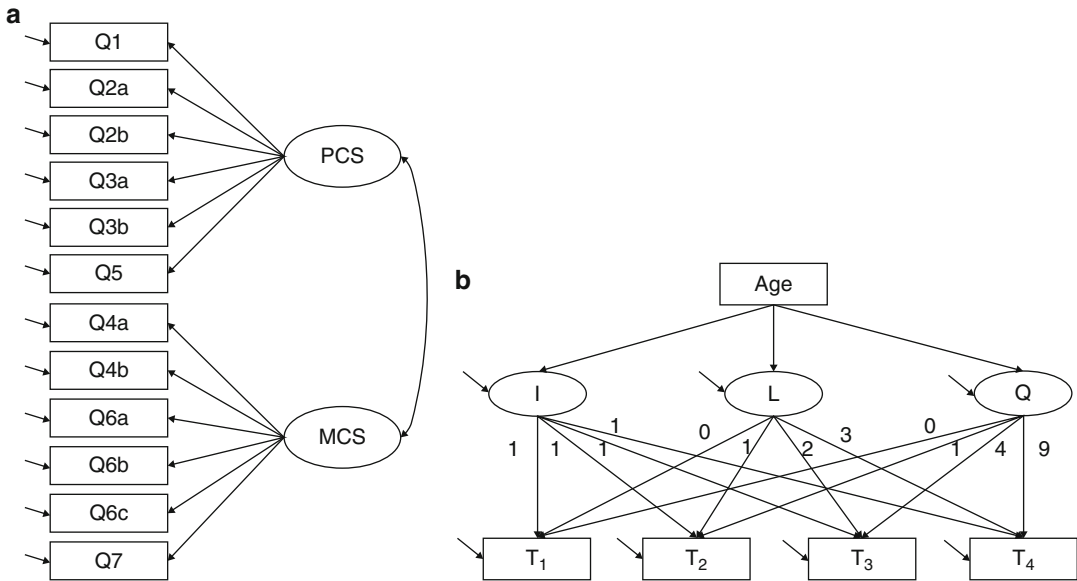 a
Q1
Q2a
Q2b
Q3a
Q3b
Q5
Q4a
Q4b
Q6a
Q6b
Q6c
Q7
PCS
MCS
b
Age
I
L
Q
1 1 1 1
0 1 2 3
0 1 4 9
T₁
T₂
T₃
T₄